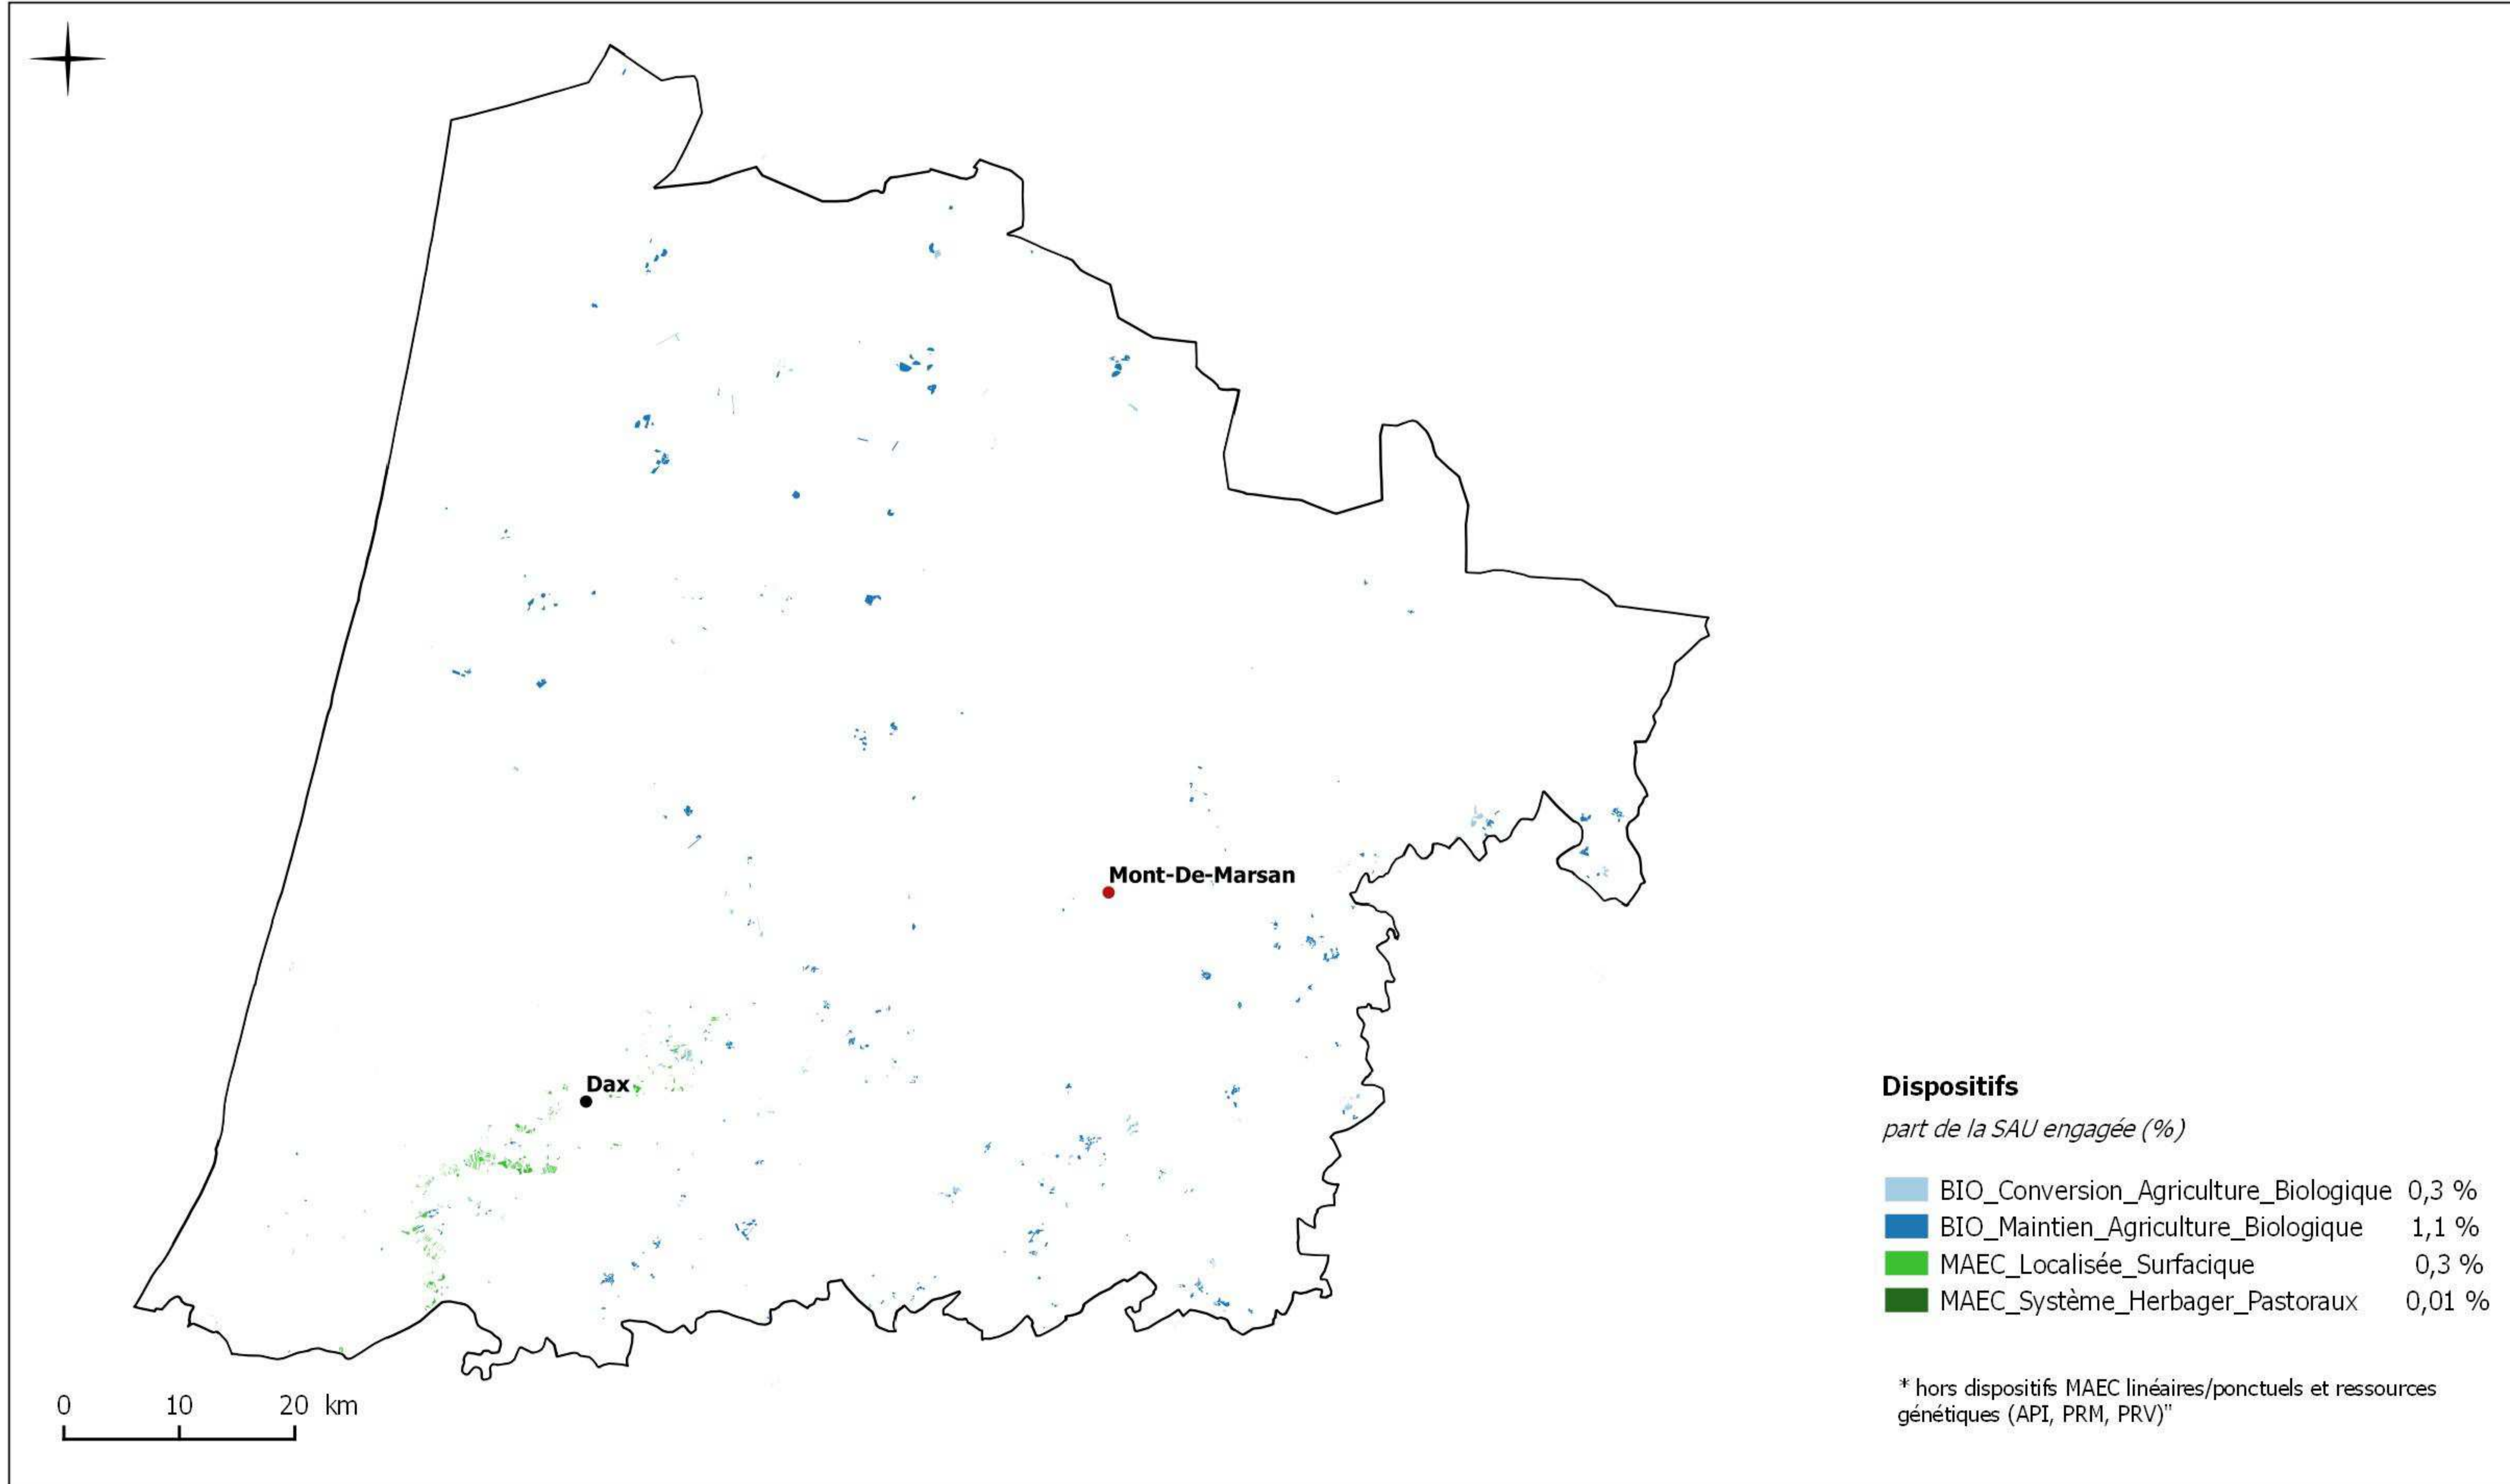 Mont-De-Marsan
Dax
0 10 20 km
Dispositifs
part de la SAU engagée (%)
BIO_Conversion_Agriculture_Biologique 0,3 %
BIO_Maintien_Agriculture_Biologique 1,1 %
MAEC_Localisée_Surfacique 0,3 %
MAEC_Système_Herbager_Pastoraux 0,01 %
* hors dispositifs MAEC linéaires/ponctuels et ressources
génétiques (API, PRM, PRV)"